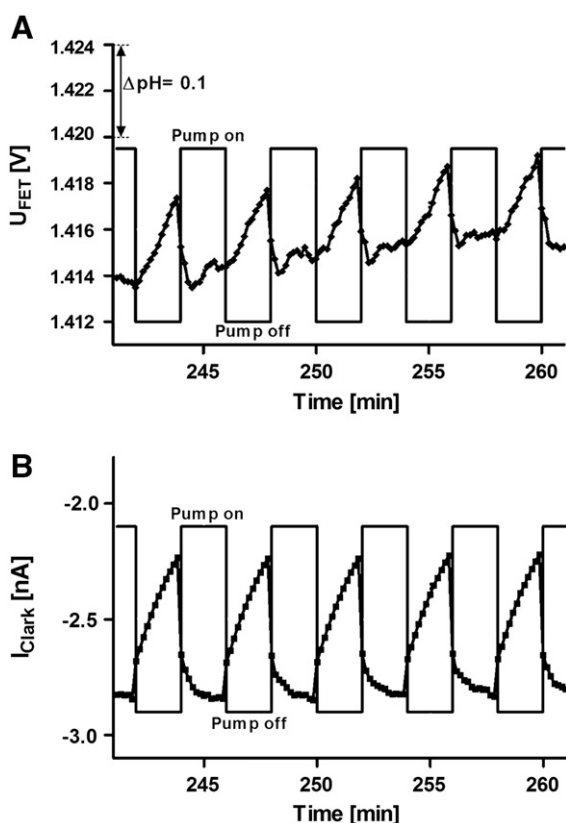 A
1.424
1.422
1.420
1.418
1.416
1.414
1.412
U_FET [V]
ΔpH= 0.1
Pump on
Pump off
245
250
255
260
Time [min]
B
-2.0
-2.5
-3.0
I_Clark [nA]
Pump on
Pump off
245
250
255
260
Time [min]